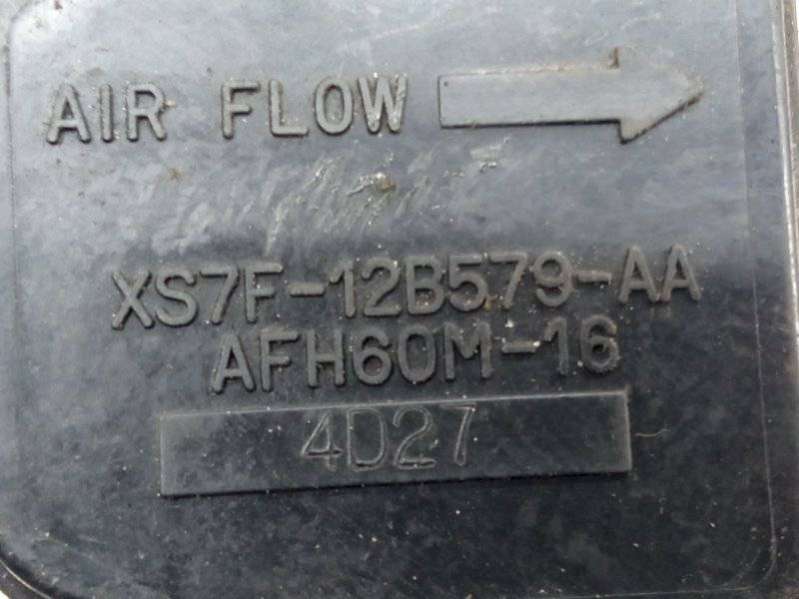 AIR FLOW
XS7F-12B579-AA
AFH60M-16
4D27